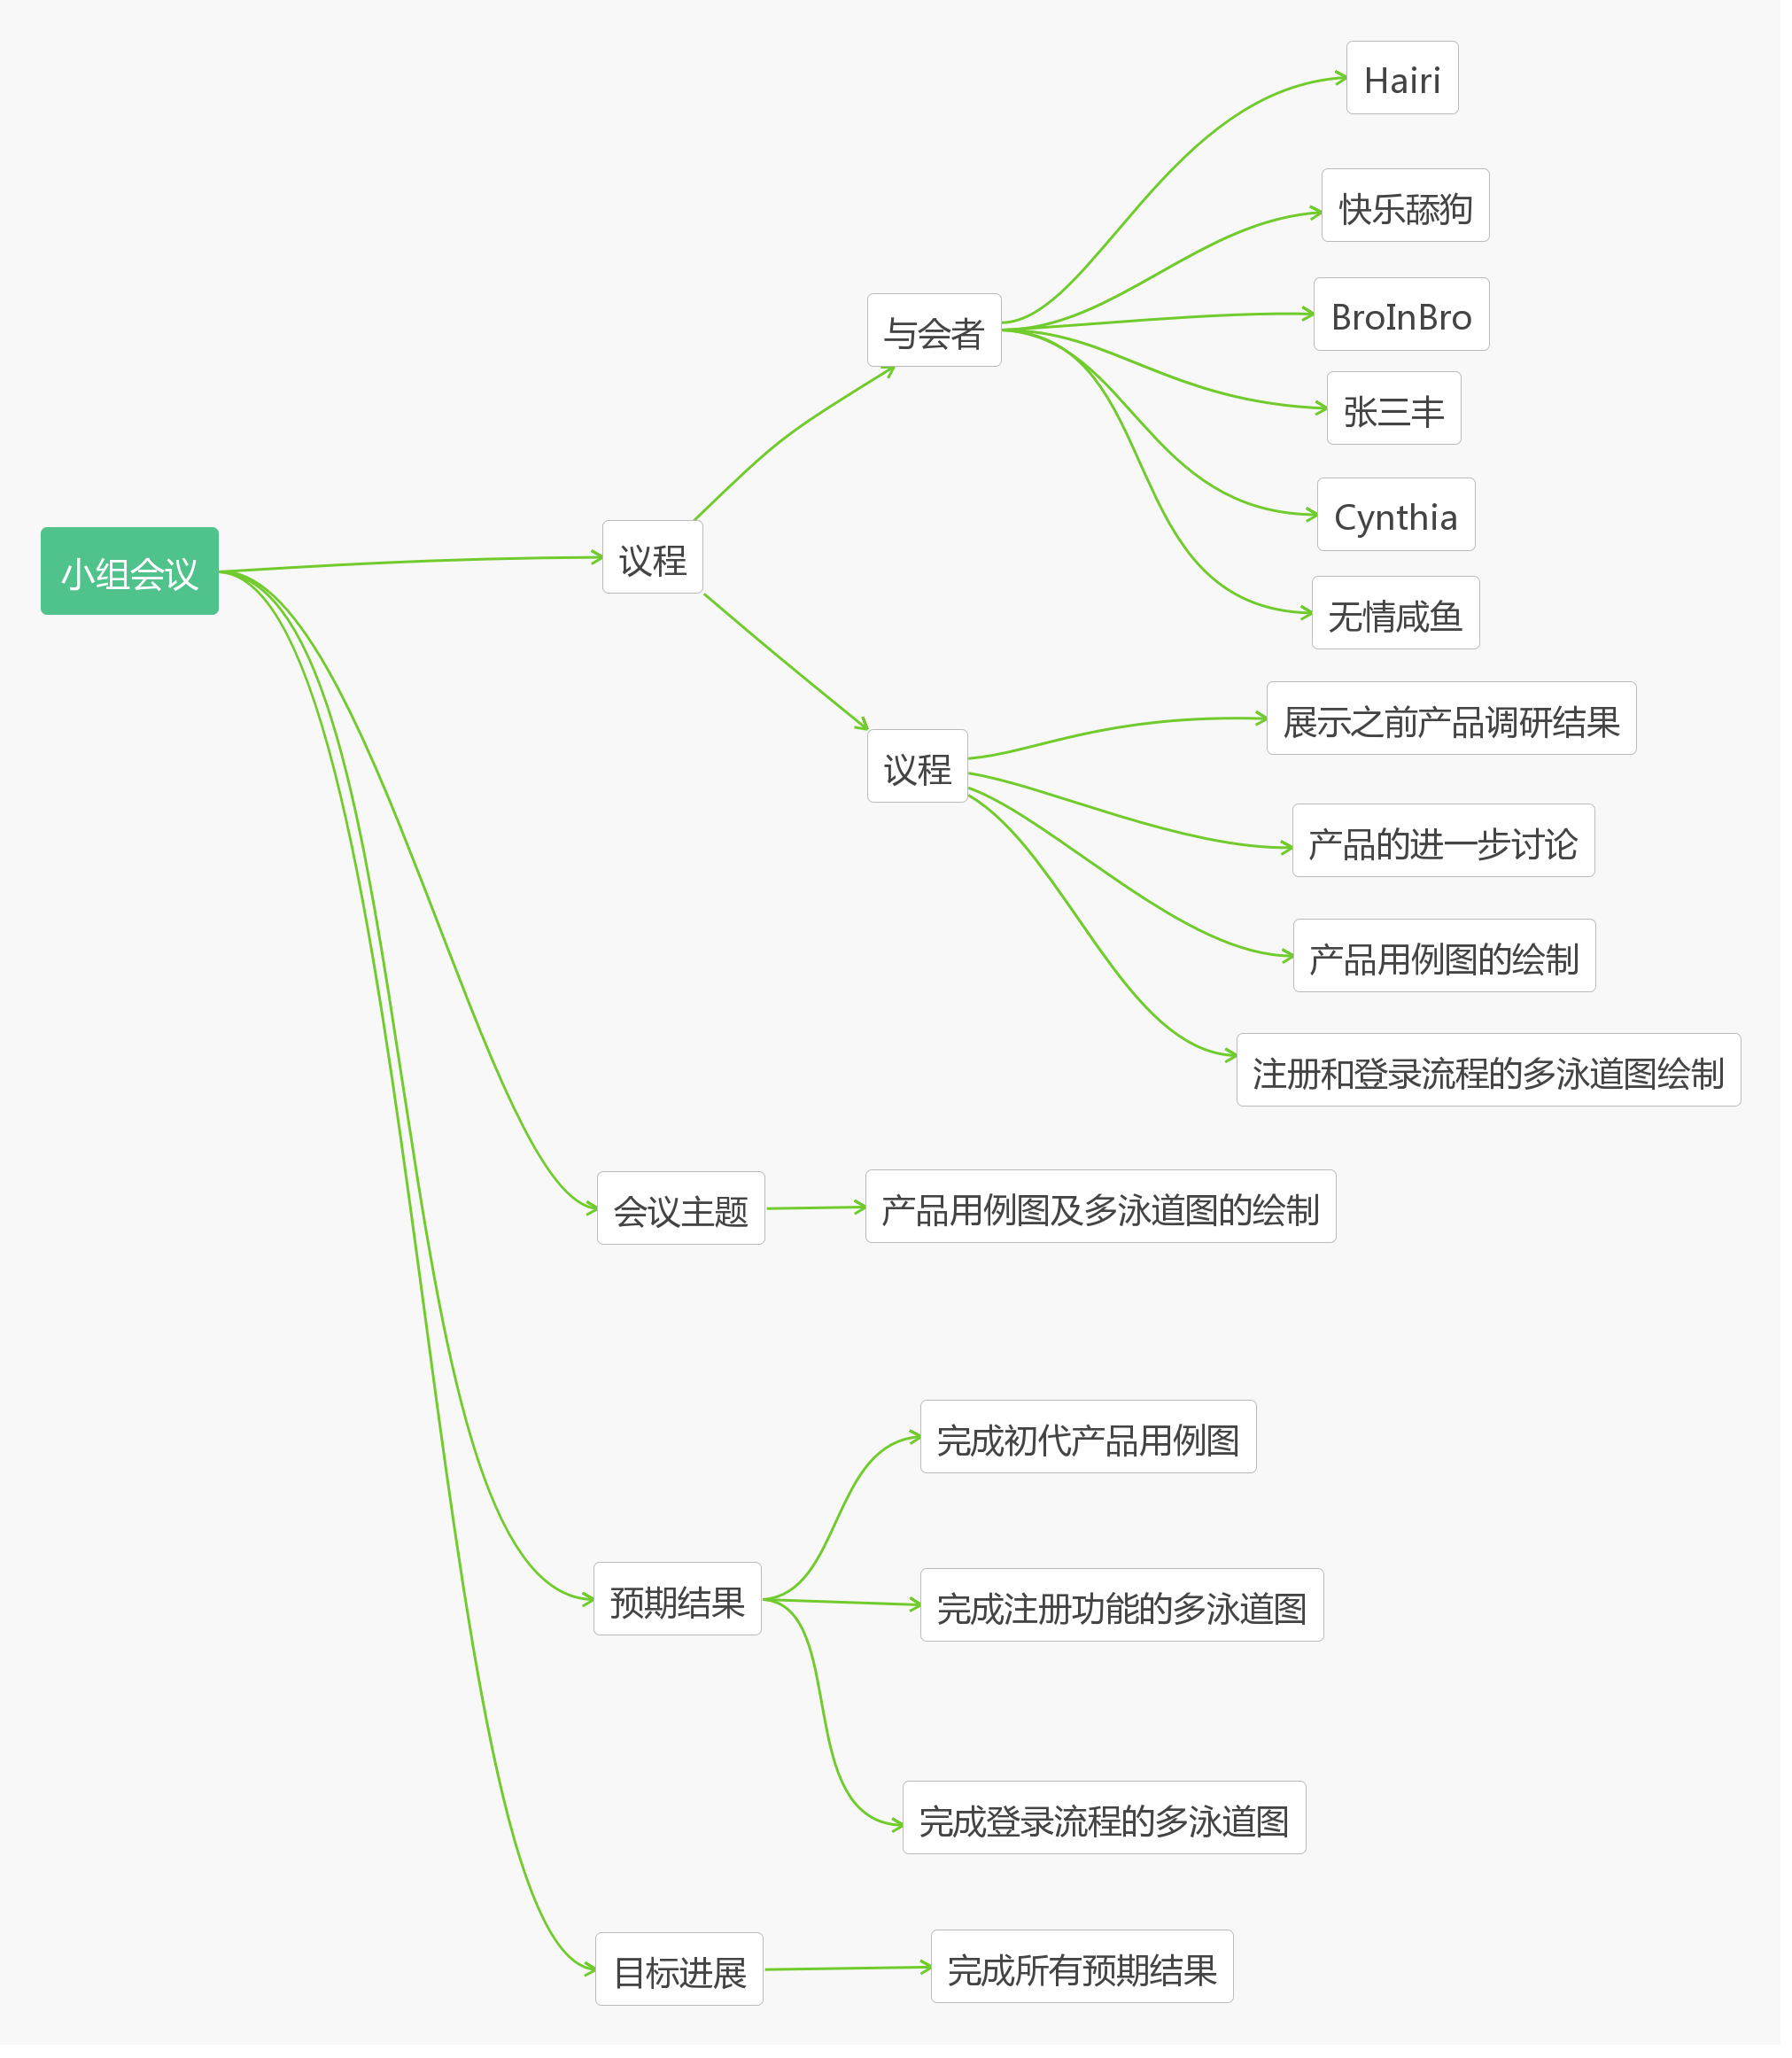 小组会议
议程
与会者
Hairi
快乐舔狗
BroInBro
张三丰
Cynthia
无情咸鱼
议程
展示之前产品调研结果
产品的进一步讨论
产品用例图的绘制
注册和登录流程的多泳道图绘制
会议主题
产品用例图及多泳道图的绘制
预期结果
完成初代产品用例图
完成注册功能的多泳道图
完成登录流程的多泳道图
目标进展
完成所有预期结果